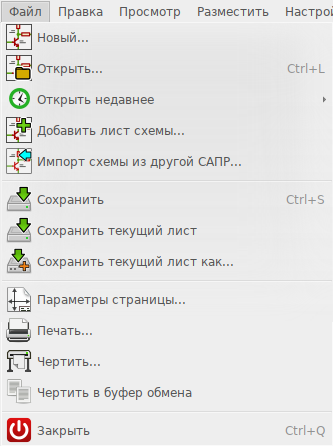 Файл Правка Просмотр Разместить Настрой
Новый...
Открыть... Ctrl+L
Открыть недавнее
Добавить лист схемы...
Импорт схемы из другой САПР...
Сохранить Ctrl+S
Сохранить текущий лист
Сохранить текущий лист как...
Параметры страницы...
Печать...
Чертить...
Чертить в буфер обмена
Закрыть Ctrl+Q